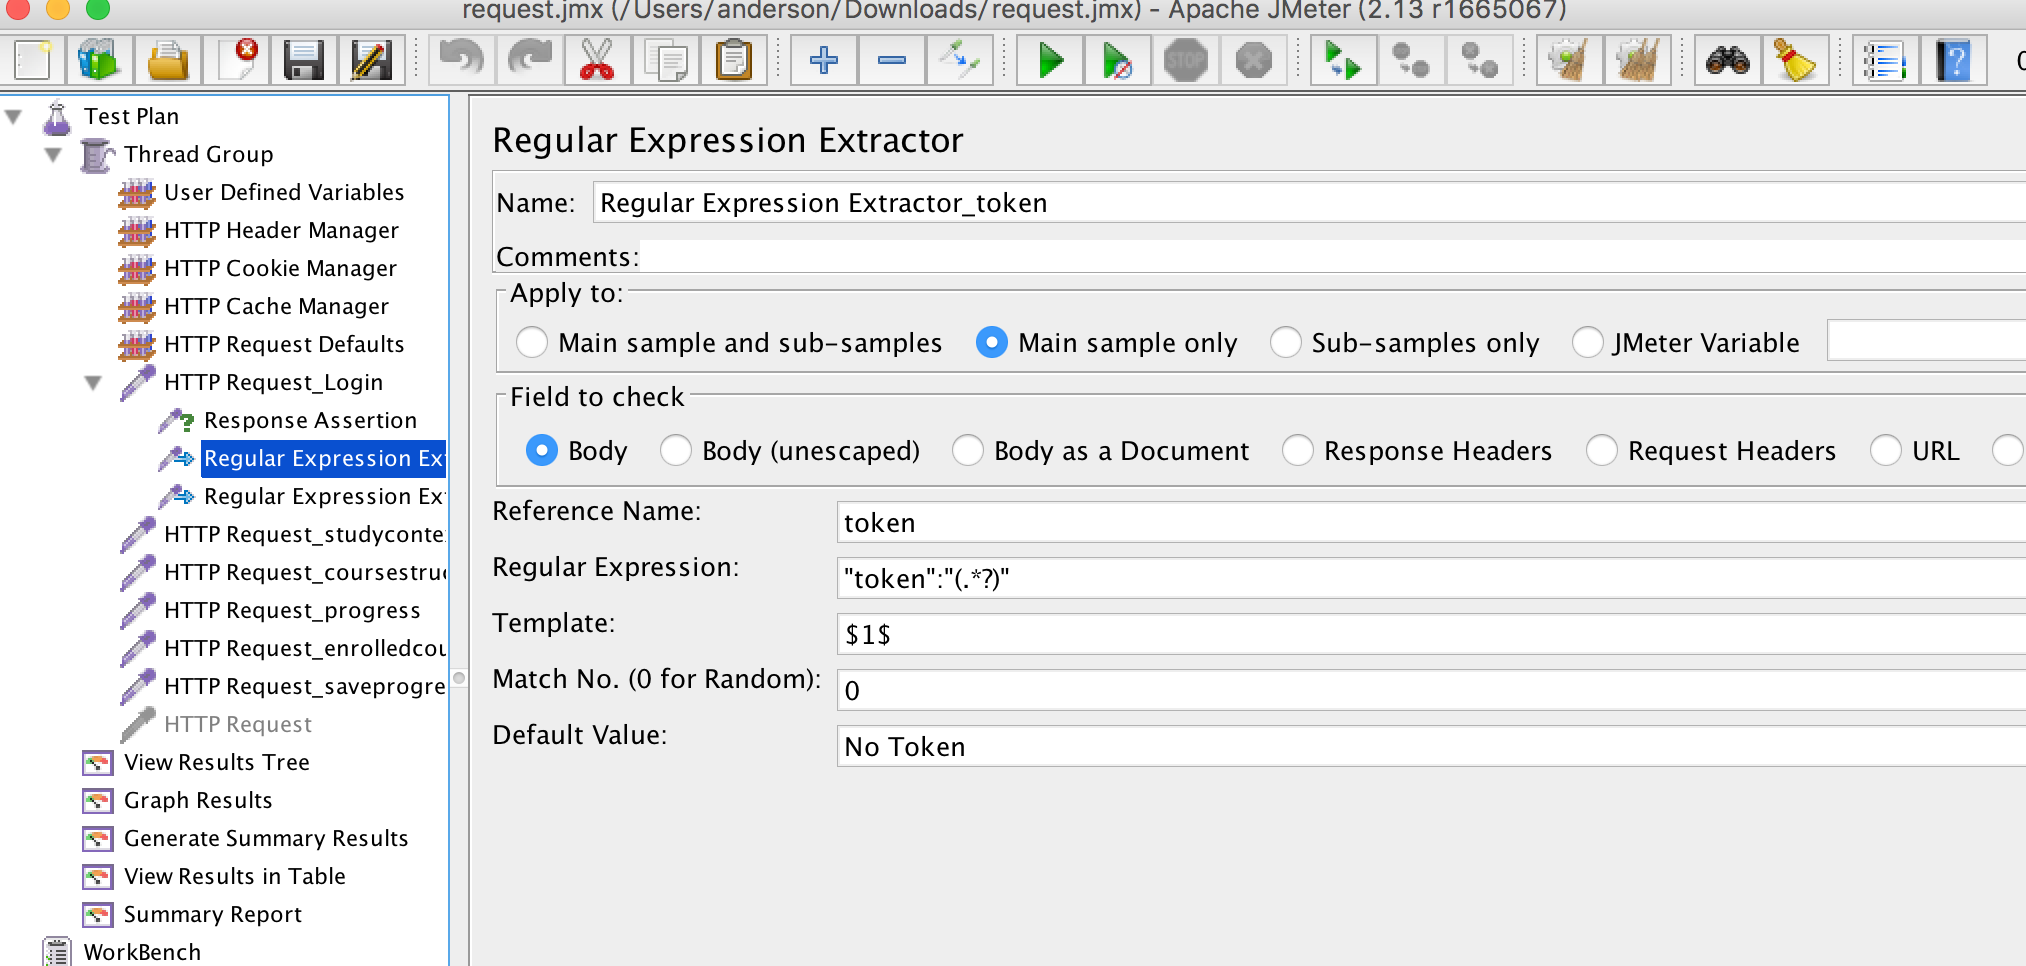 request.jmx (/Users/anderson/Downloads/request.jmx) - Apache JMeter (2.13 r1665067)
STOP
Test Plan
Thread Group
User Defined Variables
HTTP Header Manager
HTTP Cookie Manager
HTTP Cache Manager
HTTP Request Defaults
HTTP Request_Login
Response Assertion
Regular Expression Ex
Regular Expression Ex
HTTP Request_studyconte
HTTP Request_coursestru
HTTP Request_progress
HTTP Request_enrolledcou
HTTP Request_saveprogre
HTTP Request
View Results Tree
Graph Results
Generate Summary Results
View Results in Table
Summary Report
WorkBench
Regular Expression Extractor
Name: Regular Expression Extractor_token
Comments:
Apply to:
Main sample and sub-samples Main sample only Sub-samples only JMeter Variable
Field to check
Body Body (unescaped) Body as a Document Response Headers Request Headers URL
Reference Name: token
Regular Expression: "token":"(.*?)"
Template: $1$
Match No. (0 for Random): 0
Default Value: No Token